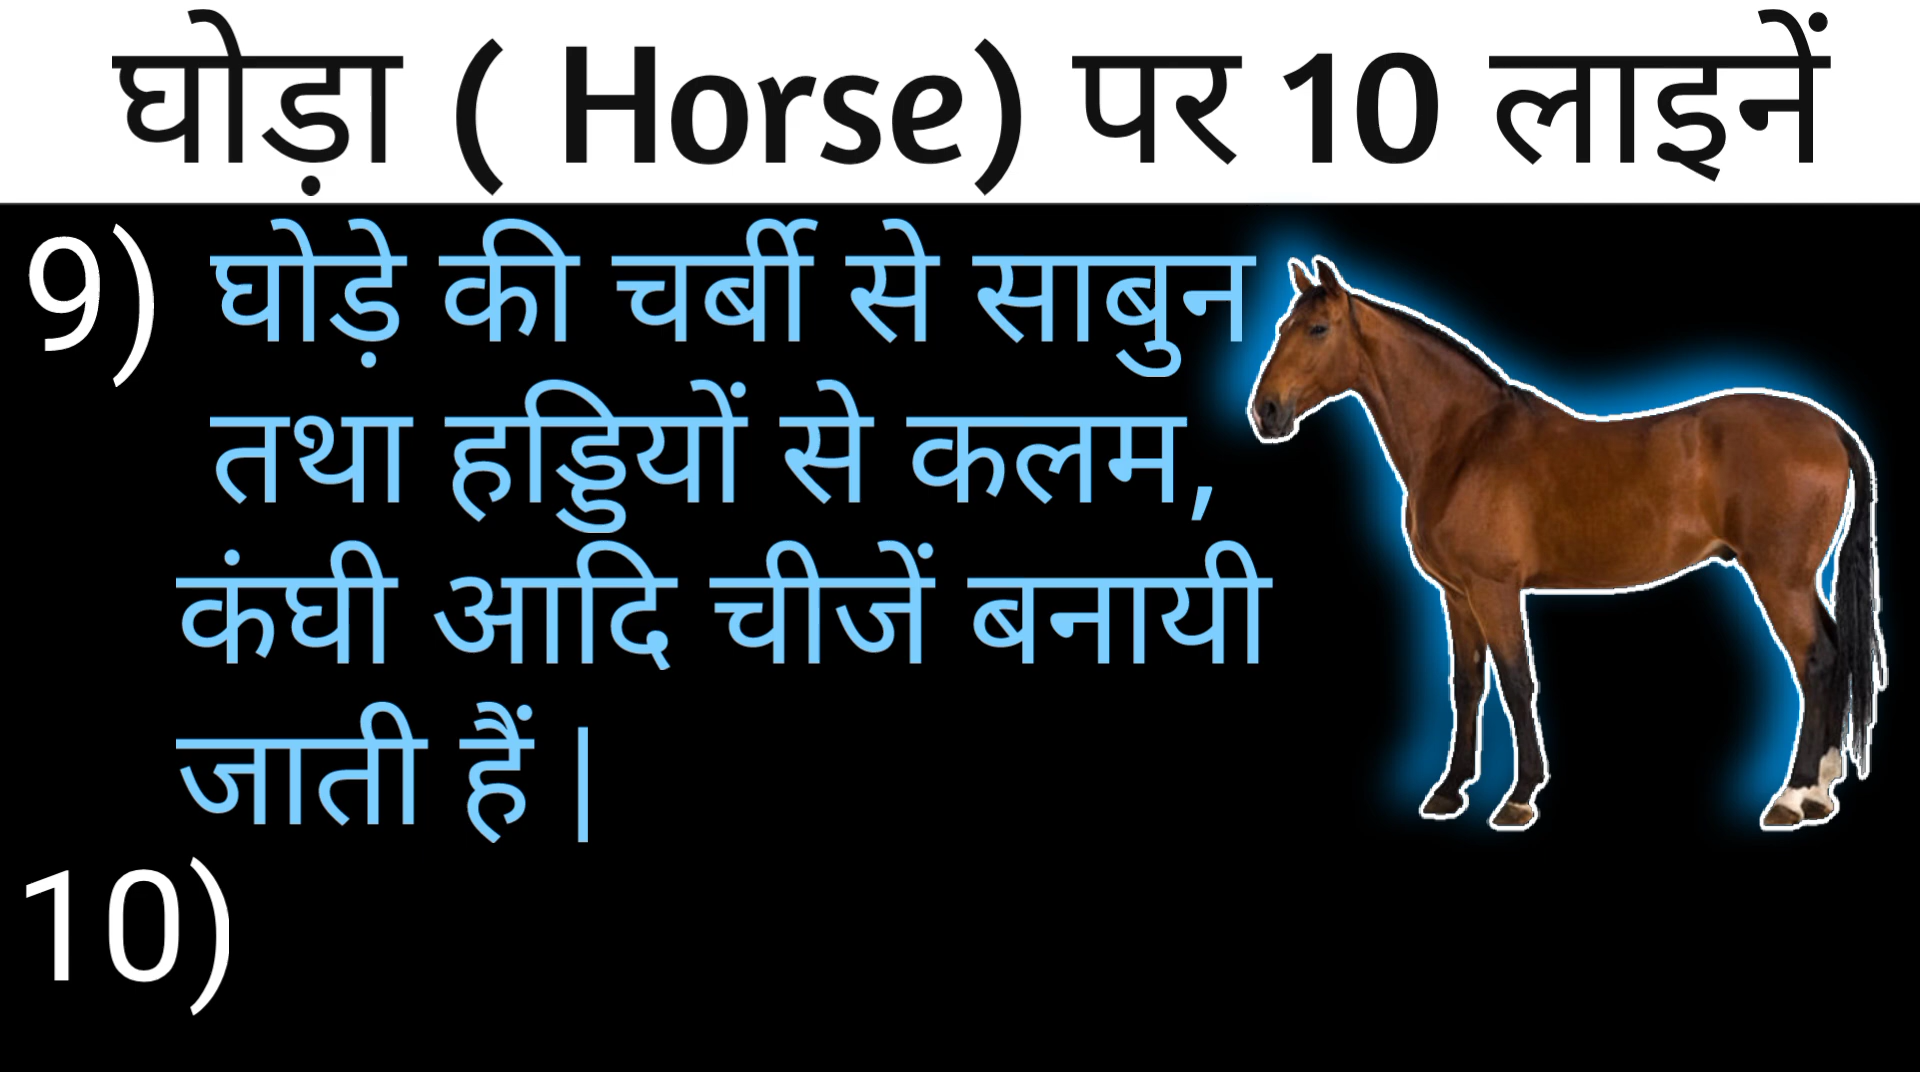 घोड़ा ( Horse) पर 10 लाइनें
9) घोड़े की चर्बी से साबुन
तथा हड्डियों से कलम,
कंघी आदि चीजें बनायी
जाती हैं |
10)